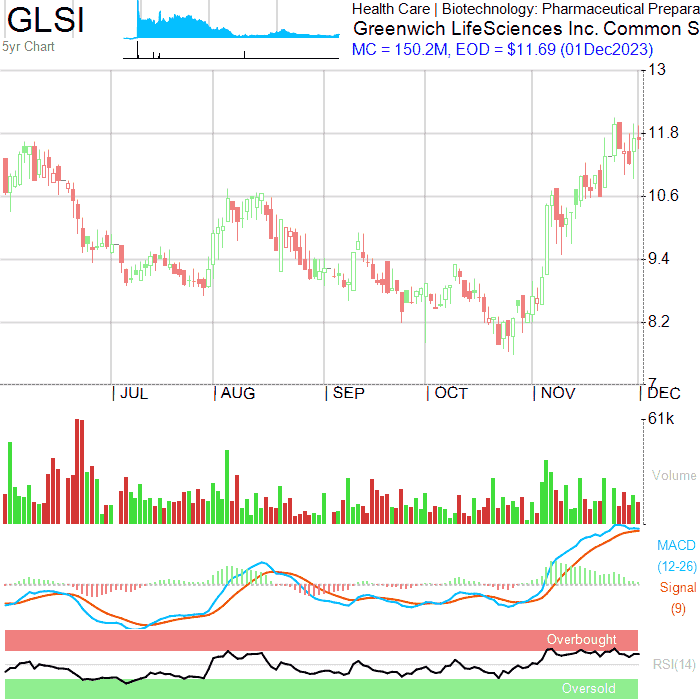 GLSI
5yr Chart
Health Care | Biotechnology: Pharmaceutical Prepara
Greenwich LifeSciences Inc. Common S
MC = 150.2M, EOD = $11.69 (01Dec2023)
13
11.8
10.6
9.4
8.2
7
JUL
AUG
SEP
OCT
NOV
DEC
61k
Volume
MACD
(12-26)
Signal
(9)
Overbought
RSI(14)
Oversold